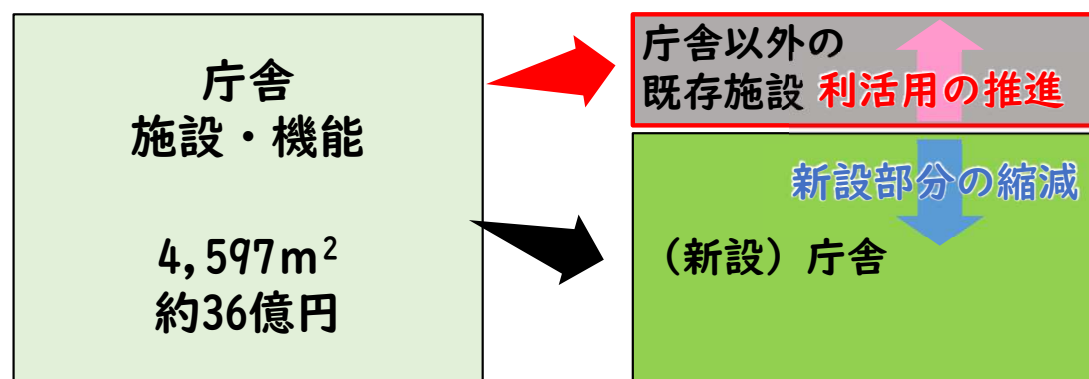 庁舎
施設・機能
4,597m²
約36億円
庁舎以外の
既存施設 利活用の推進
新設部分の縮減
（新設）庁舎